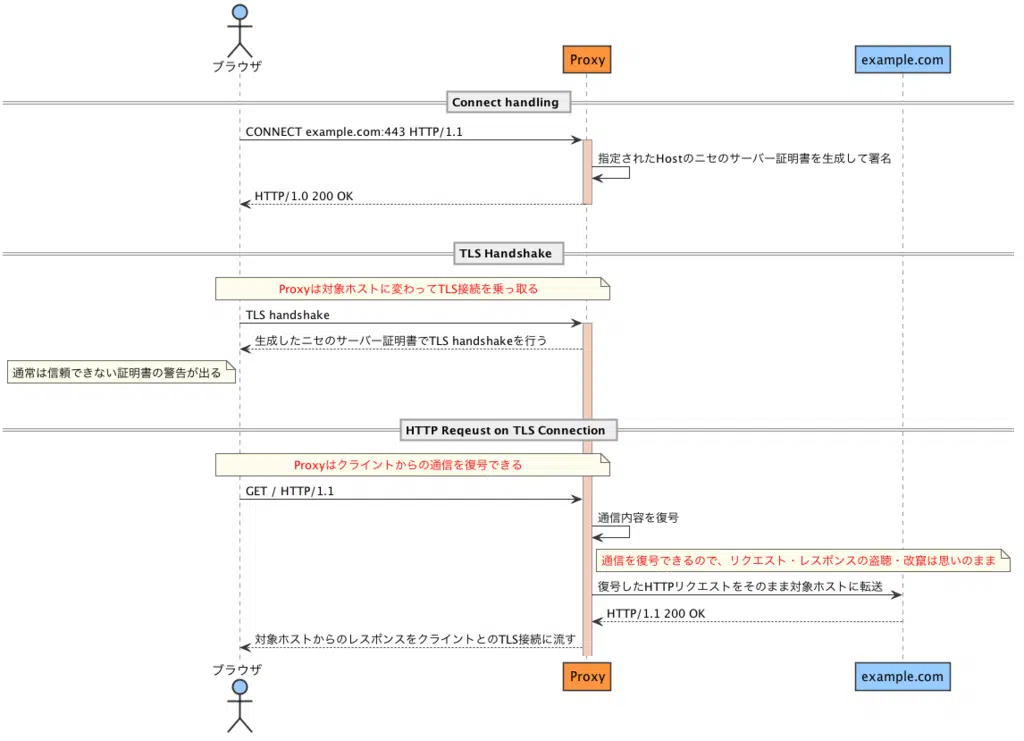 ブラウザ
Proxy
example.com
Connect handling
CONNECT example.com:443 HTTP/1.1
指定されたHostのニセのサーバー証明書を生成して署名
HTTP/1.0 200 OK
TLS Handshake
Proxyは対象ホストに変わってTLS接続を乗っ取る
TLS handshake
生成したニセのサーバー証明書でTLS handshakeを行う
通常は信頼できない証明書の警告が出る
HTTP Reqeust on TLS Connection
Proxyはクライントからの通信を復号できる
GET / HTTP/1.1
通信内容を復号
通信を復号できるので、リクエスト・レスポンスの盗聴・改竄は思いのまま
復号したHTTPリクエストをそのまま対象ホストに転送
HTTP/1.1 200 OK
対象ホストからのレスポンスをクライントとのTLS接続に流す
ブラウザ
Proxy
example.com